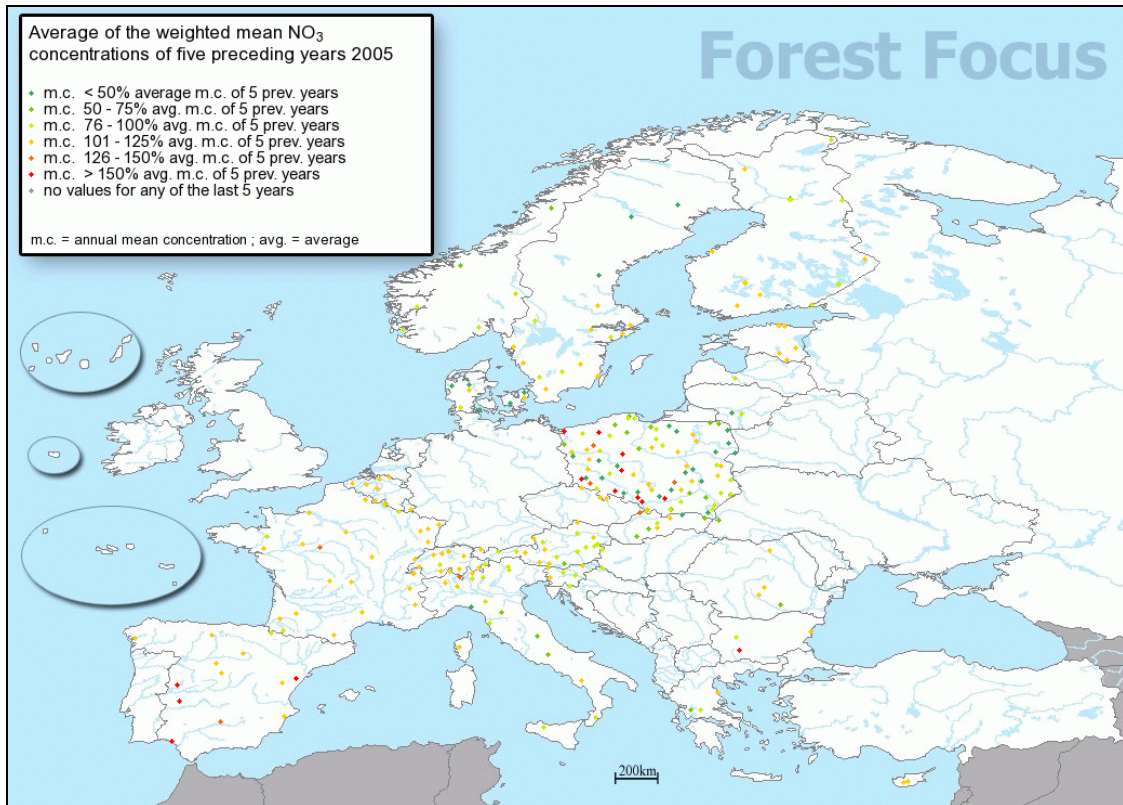 Average of the weighted mean NO₃
concentrations of five preceding years 2005
m.c. < 50% average m.c. of 5 prev. years
m.c. 50 - 75% avg. m.c. of 5 prev. years
m.c. 76 - 100% avg. m.c. of 5 prev. years
m.c. 101 - 125% avg. m.c. of 5 prev. years
m.c. 126 - 150% avg. m.c. of 5 prev. years
m.c. > 150% avg. m.c. of 5 prev. years
no values for any of the last 5 years
m.c. = annual mean concentration ; avg. = average
Forest Focus
200km